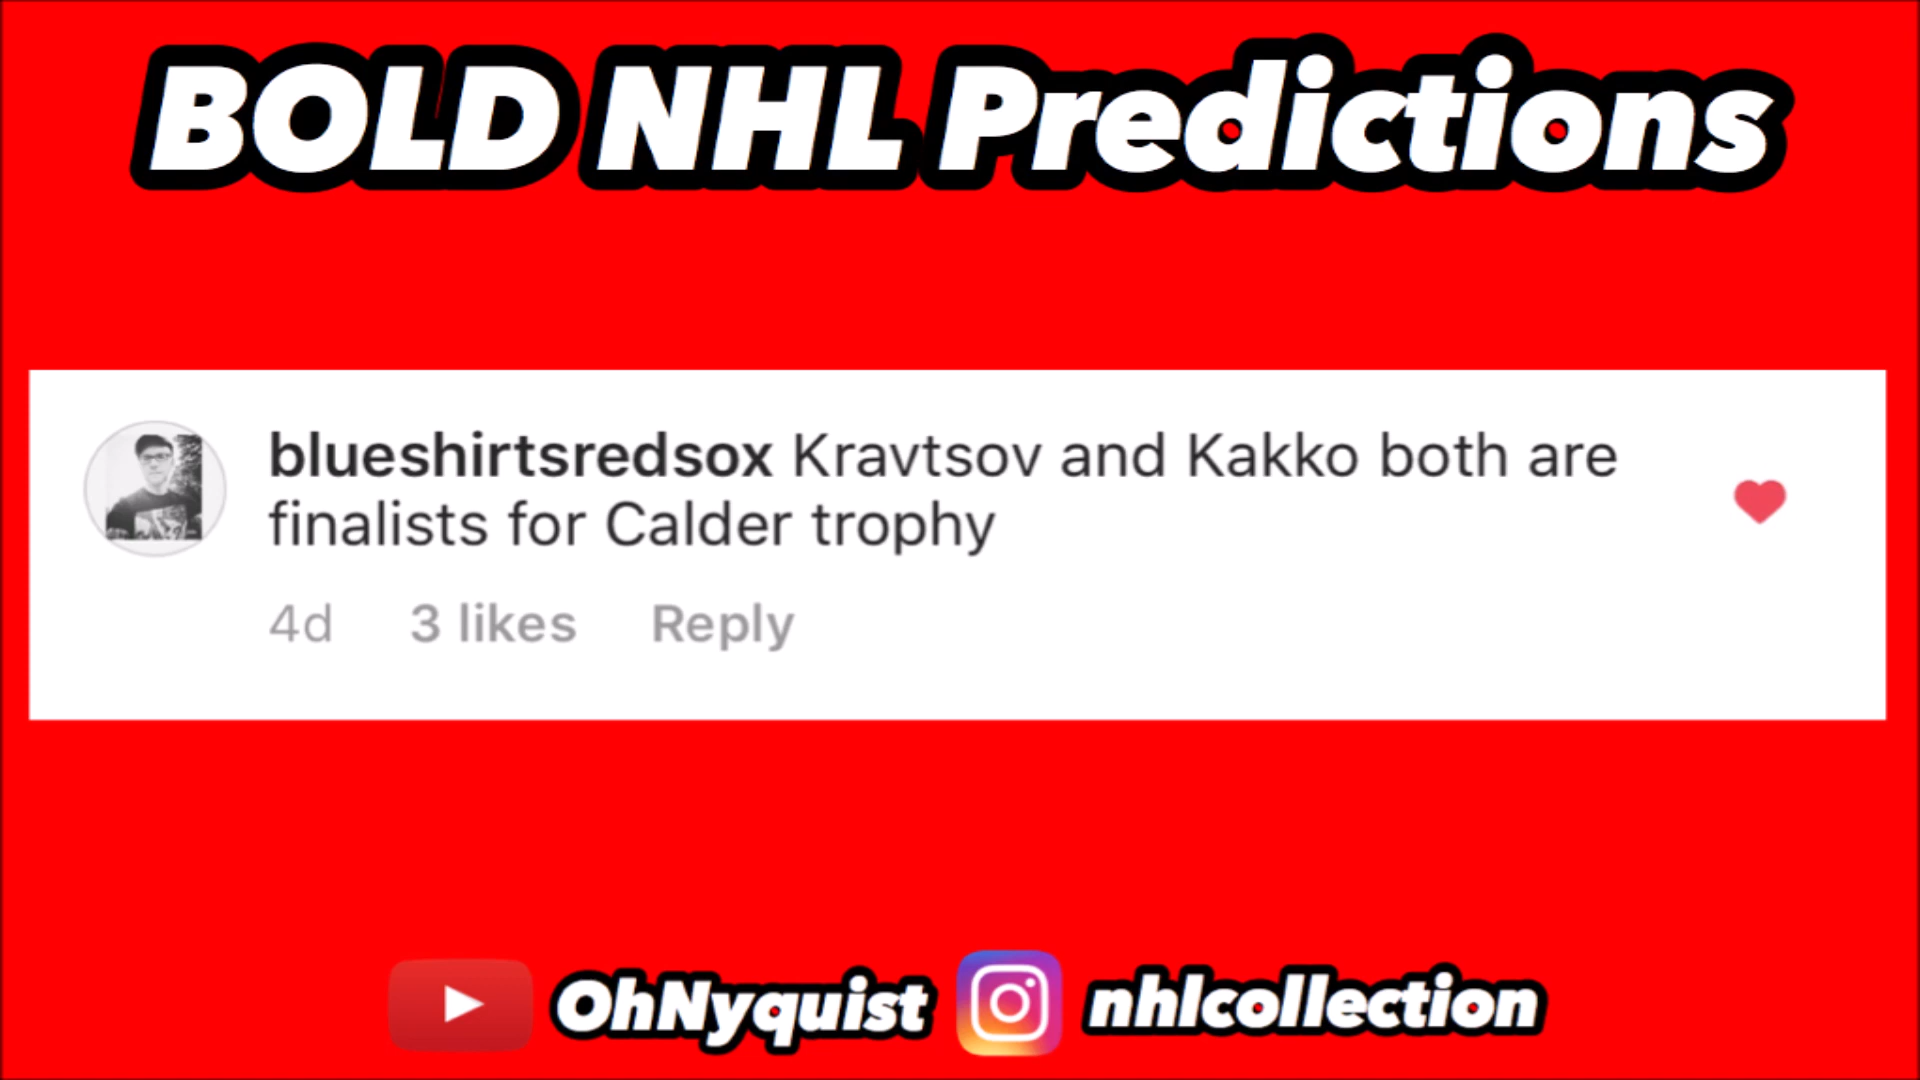 BOLD NHL Predictions
blueshirtsredsox Kravtsov and Kakko both are
finalists for Calder trophy
4d 3 likes Reply
OhNyquist nhlcollection